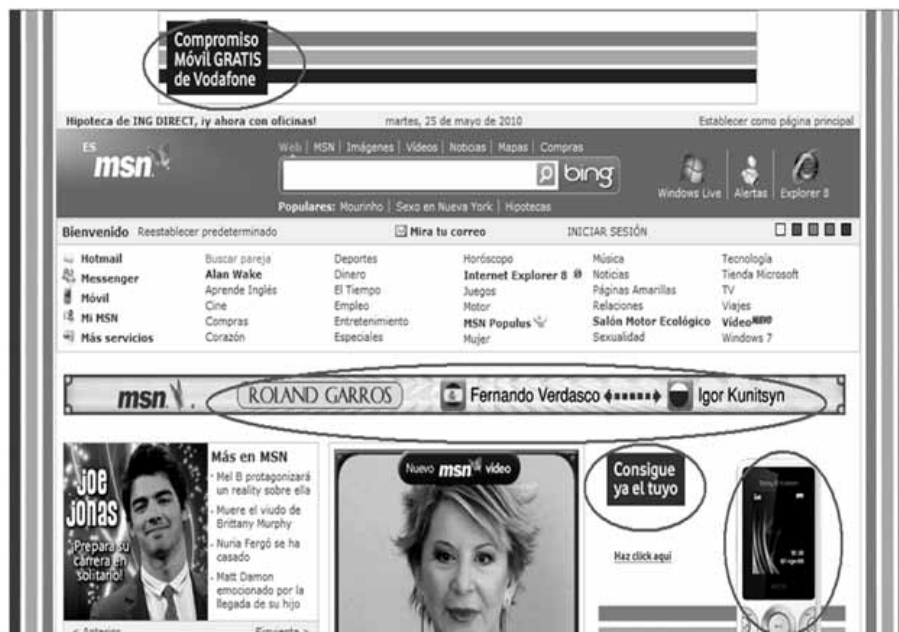 Compromiso
Móvil GRATIS
de Vodafone
Hipoteca de ING DIRECT, ¡y ahora con oficinas!
martes, 25 de mayo de 2010
Establecer como página principal
ES
msn
Web | MSN | Imágenes | Vídeos | Noticias | Mapas | Compras
bing
Windows Live | Alertas | Explorer 8
Populares: Mourinho | Sexo en Nueva York | Hipotecas
Bienvenido Reestablecer predeterminado
Mira tu correo
INICIAR SESIÓN
Hotmail
Messenger
Móvil
Mi MSN
Más servicios
Buscar pareja
Alan Wake
Aprende Inglés
Cine
Compras
Corazón
Deportes
Dinero
El Tiempo
Empleo
Entretenimiento
Especiales
Horóscopo
Internet Explorer 8
Juegos
Motor
MSN Populus
Mujer
Música
Noticias
Páginas Amarillas
Relaciones
Salón Motor Ecológico
Sexualidad
Tecnología
Tienda Microsoft
TV
Viajes
Vídeo NUEVO
Windows 7
msn
ROLAND GARROS
Fernando Verdasco
Igor Kunitsyn
Joe
Jonas
Prepara su
carrera en
solitario!
Más en MSN
Mel B protagonizará
un reality sobre ella
Muere el viudo de
Brittany Murphy
Nuria Fergó se ha
casado
Matt Damon
emocionado por la
llegada de su hijo
< Anterior
Siguiente >
Nuevo msn video
Consigue
ya el tuyo
Haz click aquí
Sony Ericsson